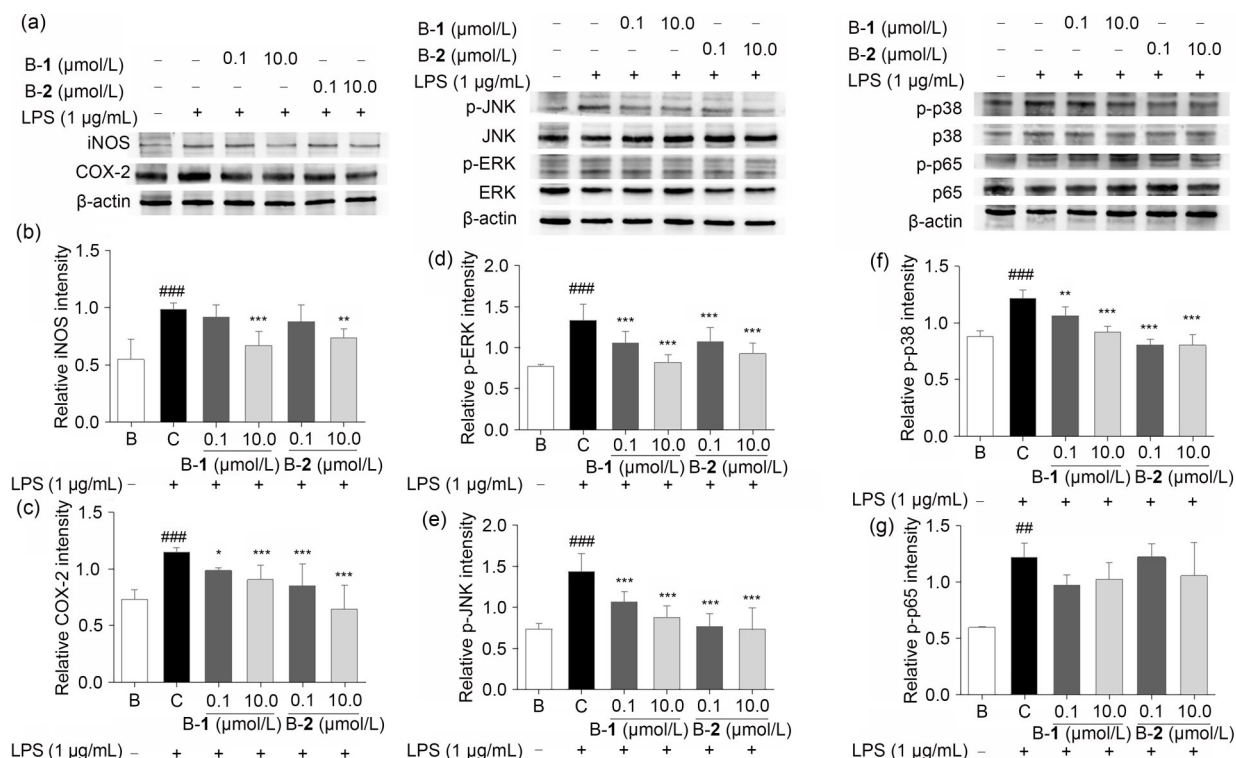 (a)
B-1 (μmol/L) – – 0.1 10.0 – –
B-2 (μmol/L) – – – – 0.1 10.0
LPS (1 μg/mL) – + + + + +
iNOS
COX-2
β-actin
B-1 (μmol/L) – – 0.1 10.0 – –
B-2 (μmol/L) – – – – 0.1 10.0
LPS (1 μg/mL) – + + + + +
p-JNK
JNK
p-ERK
ERK
β-actin
B-1 (μmol/L) – – 0.1 10.0 – –
B-2 (μmol/L) – – – – 0.1 10.0
LPS (1 μg/mL) – + + + + +
p-p38
p38
p-p65
p65
β-actin
(b)
Relative iNOS intensity
1.5
1.0
0.5
0.0
###
***
**
B C 0.1 10.0 0.1 10.0
B-1 (μmol/L) B-2 (μmol/L)
LPS (1 μg/mL) – + + + + +
(c)
Relative COX-2 intensity
1.5
1.0
0.5
0.0
###
*
***
***
***
B C 0.1 10.0 0.1 10.0
B-1 (μmol/L) B-2 (μmol/L)
LPS (1 μg/mL) – + + + + +
(d)
Relative p-ERK intensity
2.0
1.5
1.0
0.5
0.0
###
***
***
***
***
B C 0.1 10.0 0.1 10.0
B-1 (μmol/L) B-2 (μmol/L)
LPS (1 μg/mL) – + + + + +
(e)
Relative p-JNK intensity
2.0
1.5
1.0
0.5
0.0
###
***
***
***
***
B C 0.1 10.0 0.1 10.0
B-1 (μmol/L) B-2 (μmol/L)
LPS (1 μg/mL) – + + + + +
(f)
Relative p-p38 intensity
1.5
1.0
0.5
0.0
###
**
***
***
***
B C 0.1 10.0 0.1 10.0
B-1 (μmol/L) B-2 (μmol/L)
LPS (1 μg/mL) – + + + + +
(g)
Relative p-p65 intensity
1.5
1.0
0.5
0.0
##
B C 0.1 10.0 0.1 10.0
B-1 (μmol/L) B-2 (μmol/L)
LPS (1 μg/mL) – + + + + +